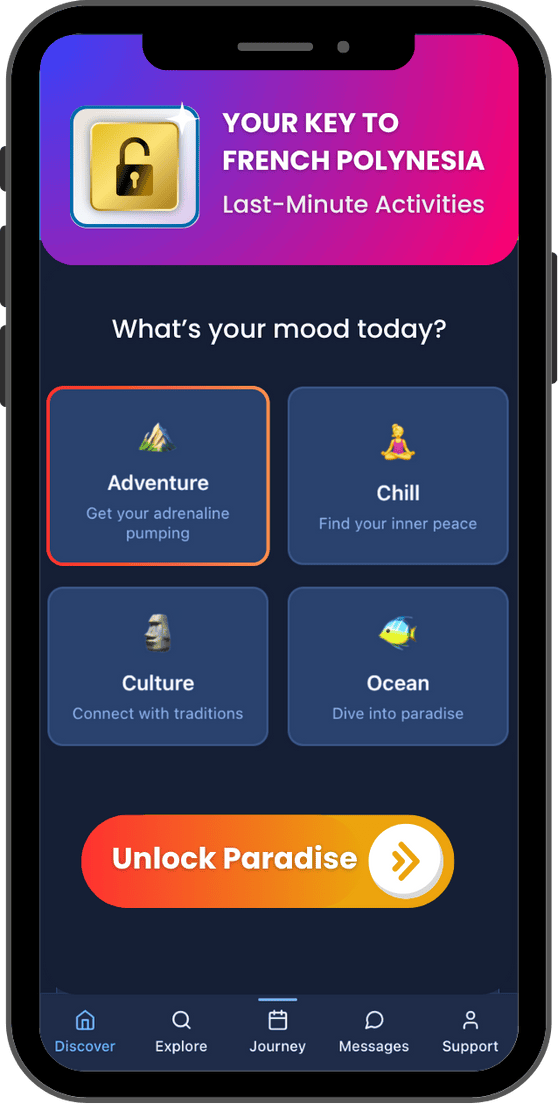 YOUR KEY TO
FRENCH POLYNESIA
Last-Minute Activities
What’s your mood today?
Adventure
Get your adrenaline
pumping
Chill
Find your inner peace
Culture
Connect with traditions
Ocean
Dive into paradise
Unlock Paradise
Discover
Explore
Journey
Messages
Support